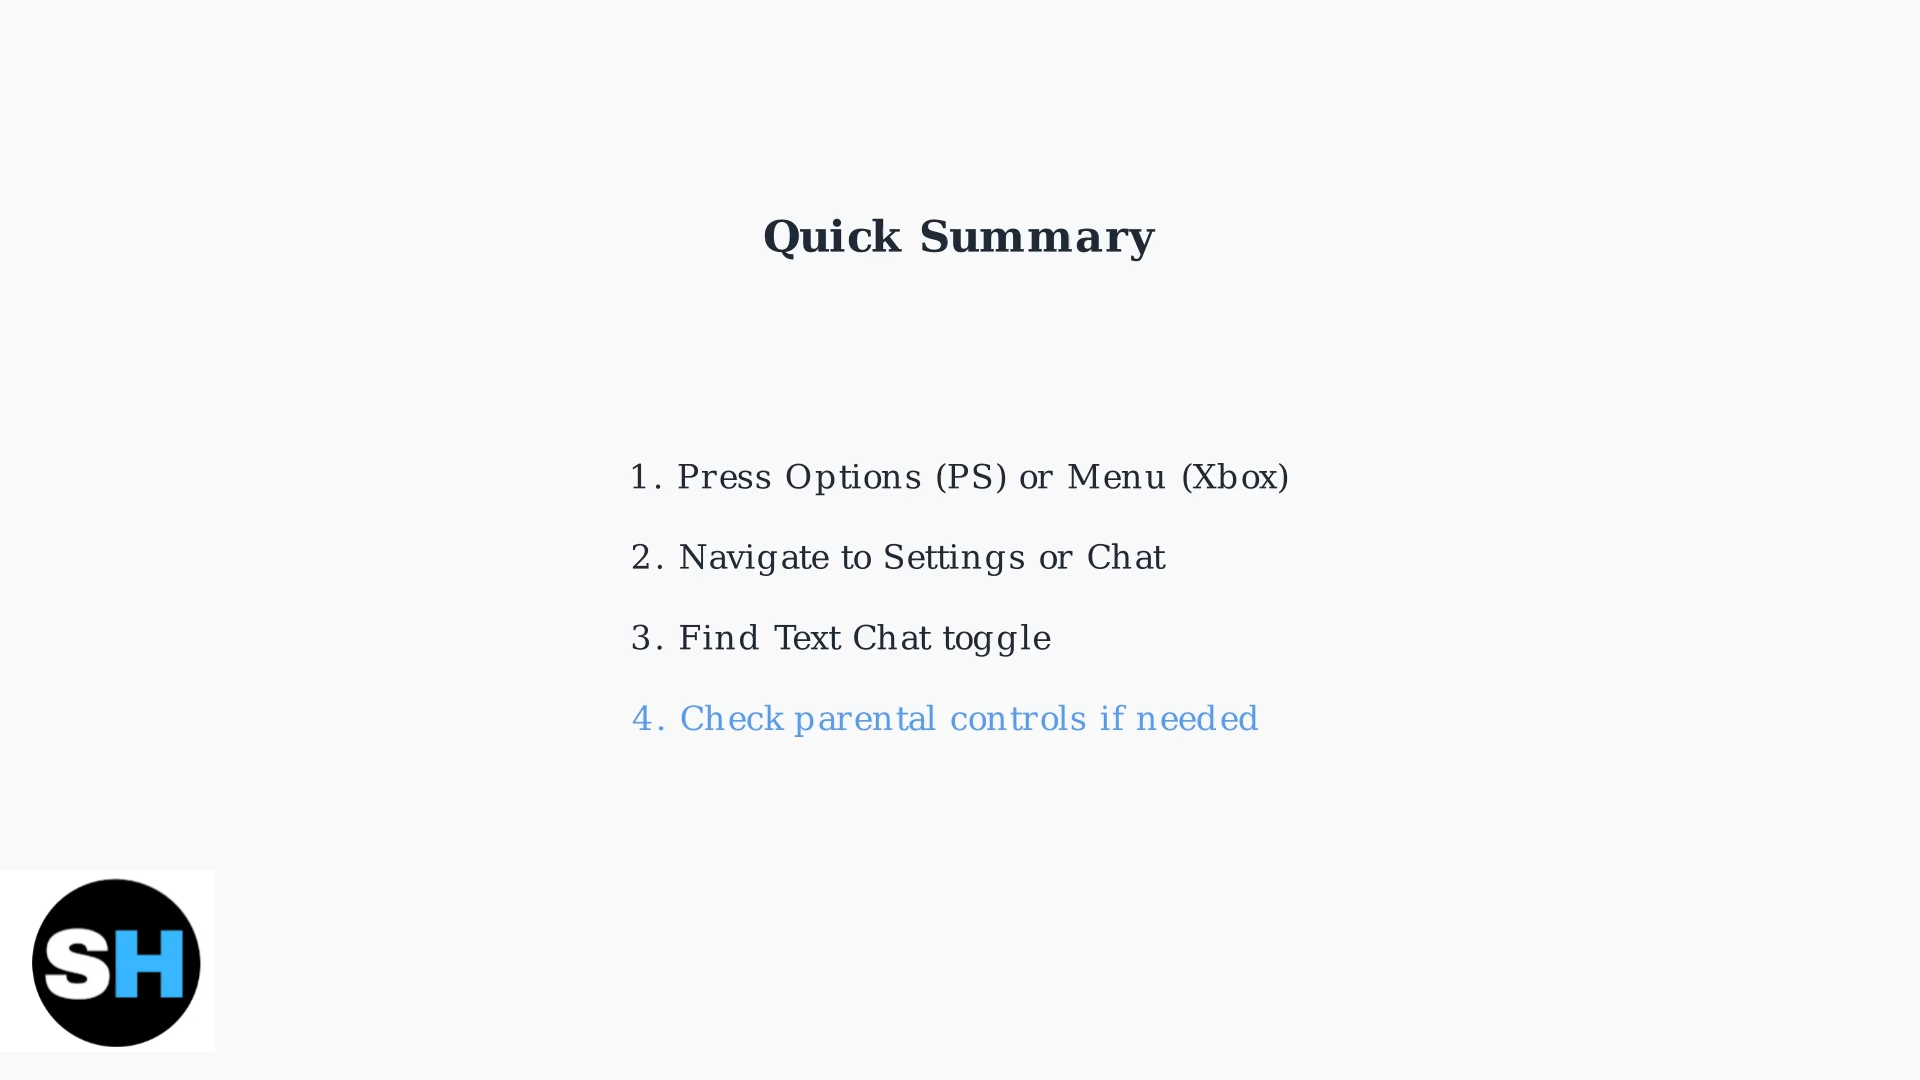 Quick Summary
1. Press Options (PS) or Menu (Xbox)
2. Navigate to Settings or Chat
3. Find Text Chat toggle
4. Check parental controls if needed
SH